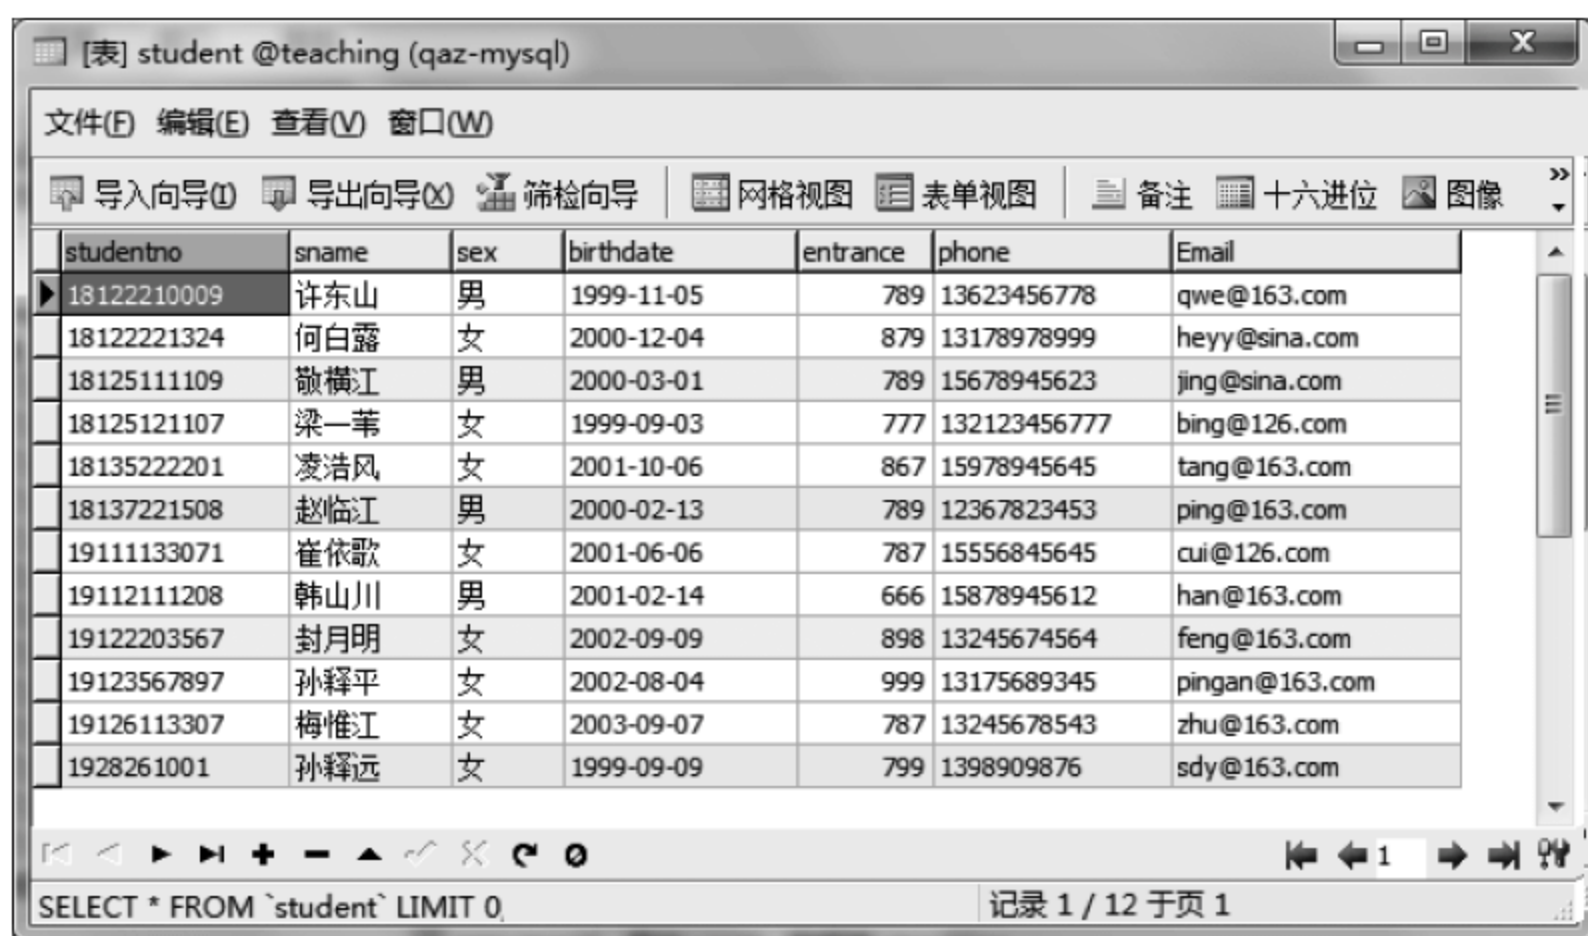 [表] student @teaching (qaz-mysql)
文件(F) 编辑(E) 查看(V) 窗口(W)
导入向导(I) 导出向导(X) 筛检向导 网格视图 表单视图 备注 十六进位 图像 »
studentno sname sex birthdate entrance phone Email
18122210009 许东山 男 1999-11-05 789 13623456778 qwe@163.com
18122221324 何白露 女 2000-12-04 879 13178978999 heyy@sina.com
18125111109 敬横江 男 2000-03-01 789 15678945623 jing@sina.com
18125121107 梁一苇 女 1999-09-03 777 132123456777 bing@126.com
18135222201 凌浩风 女 2001-10-06 867 15978945645 tang@163.com
18137221508 赵临江 男 2000-02-13 789 12367823453 ping@163.com
19111133071 崔依歌 女 2001-06-06 787 15556845645 cui@126.com
19112111208 韩山川 男 2001-02-14 666 15878945612 han@163.com
19122203567 封月明 女 2002-09-09 898 13245674564 feng@163.com
19123567897 孙释平 女 2002-08-04 999 13175689345 pingan@163.com
19126113307 梅惟江 女 2003-09-07 787 13245678543 zhu@163.com
1928261001 孙释远 女 1999-09-09 799 1398909876 sdy@163.com
1
SELECT * FROM `student` LIMIT 0, 记录 1 / 12 于页 1